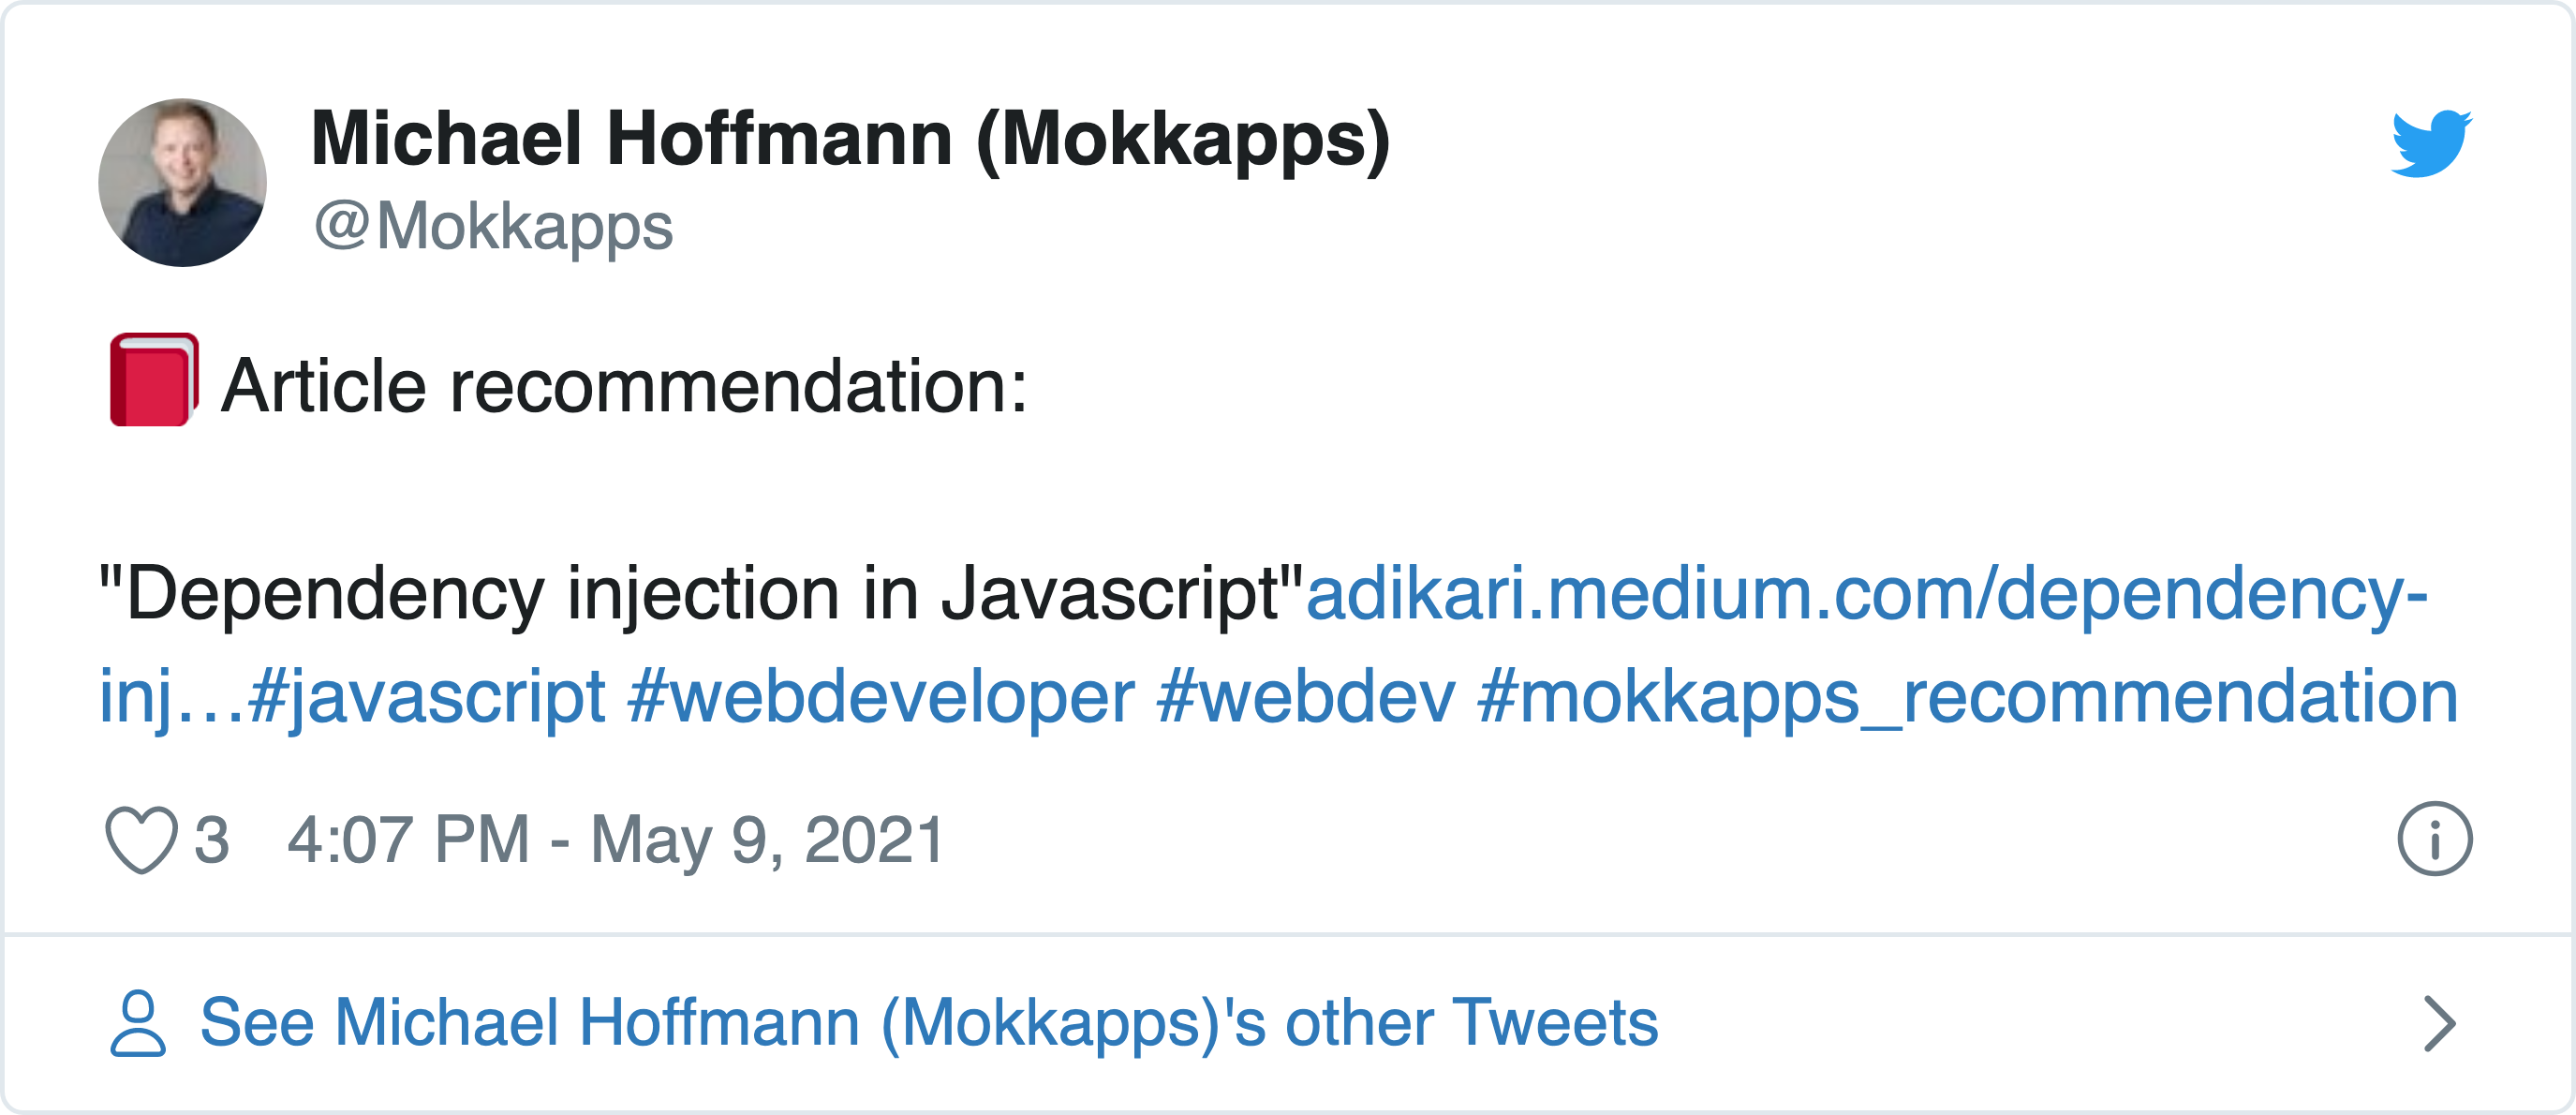 Michael Hoffmann (Mokkapps)
@Mokkapps
📕 Article recommendation:
"Dependency injection in Javascript"adikari.medium.com/dependency-
inj…#javascript #webdeveloper #webdev #mokkapps_recommendation
3 4:07 PM - May 9, 2021
See Michael Hoffmann (Mokkapps)'s other Tweets